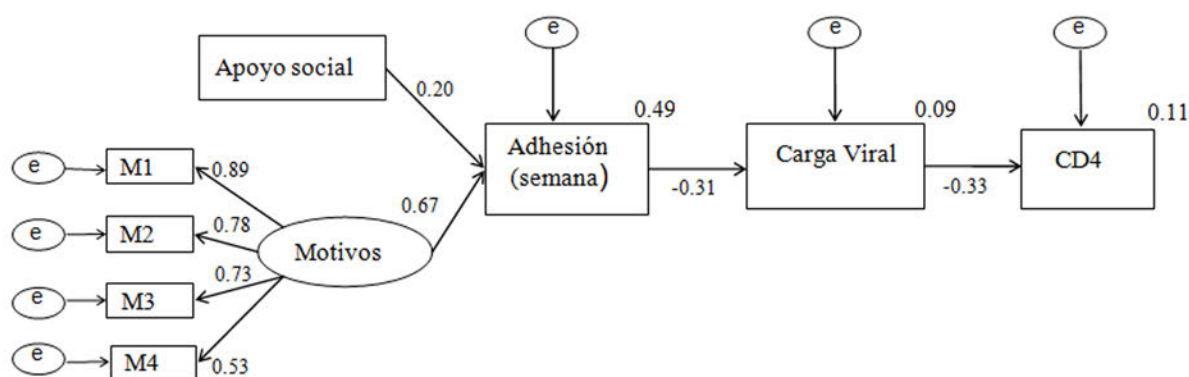 e
e
e
Apoyo social
0.20
0.49
0.09
0.11
Adhesión
(semana)
Carga Viral
CD4
-0.31
-0.33
e
M1
0.89
0.67
e
M2
0.78
Motivos
e
M3
0.73
e
M4
0.53